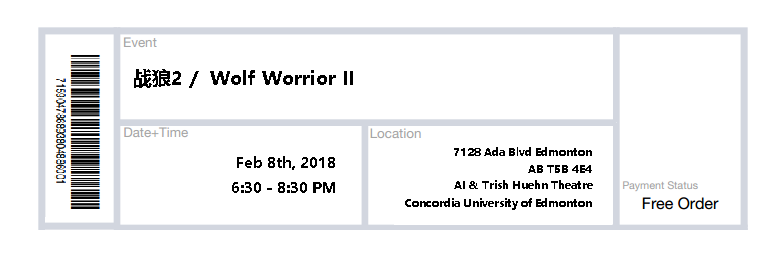 Event
战狼2 / Wolf Worrior II
Date+Time
Feb 8th, 2018
6:30 - 8:30 PM
Location
7128 Ada Blvd Edmonton
AB T5B 4E4
Al & Trish Huehn Theatre
Concordia University of Edmonton
Payment Status
Free Order